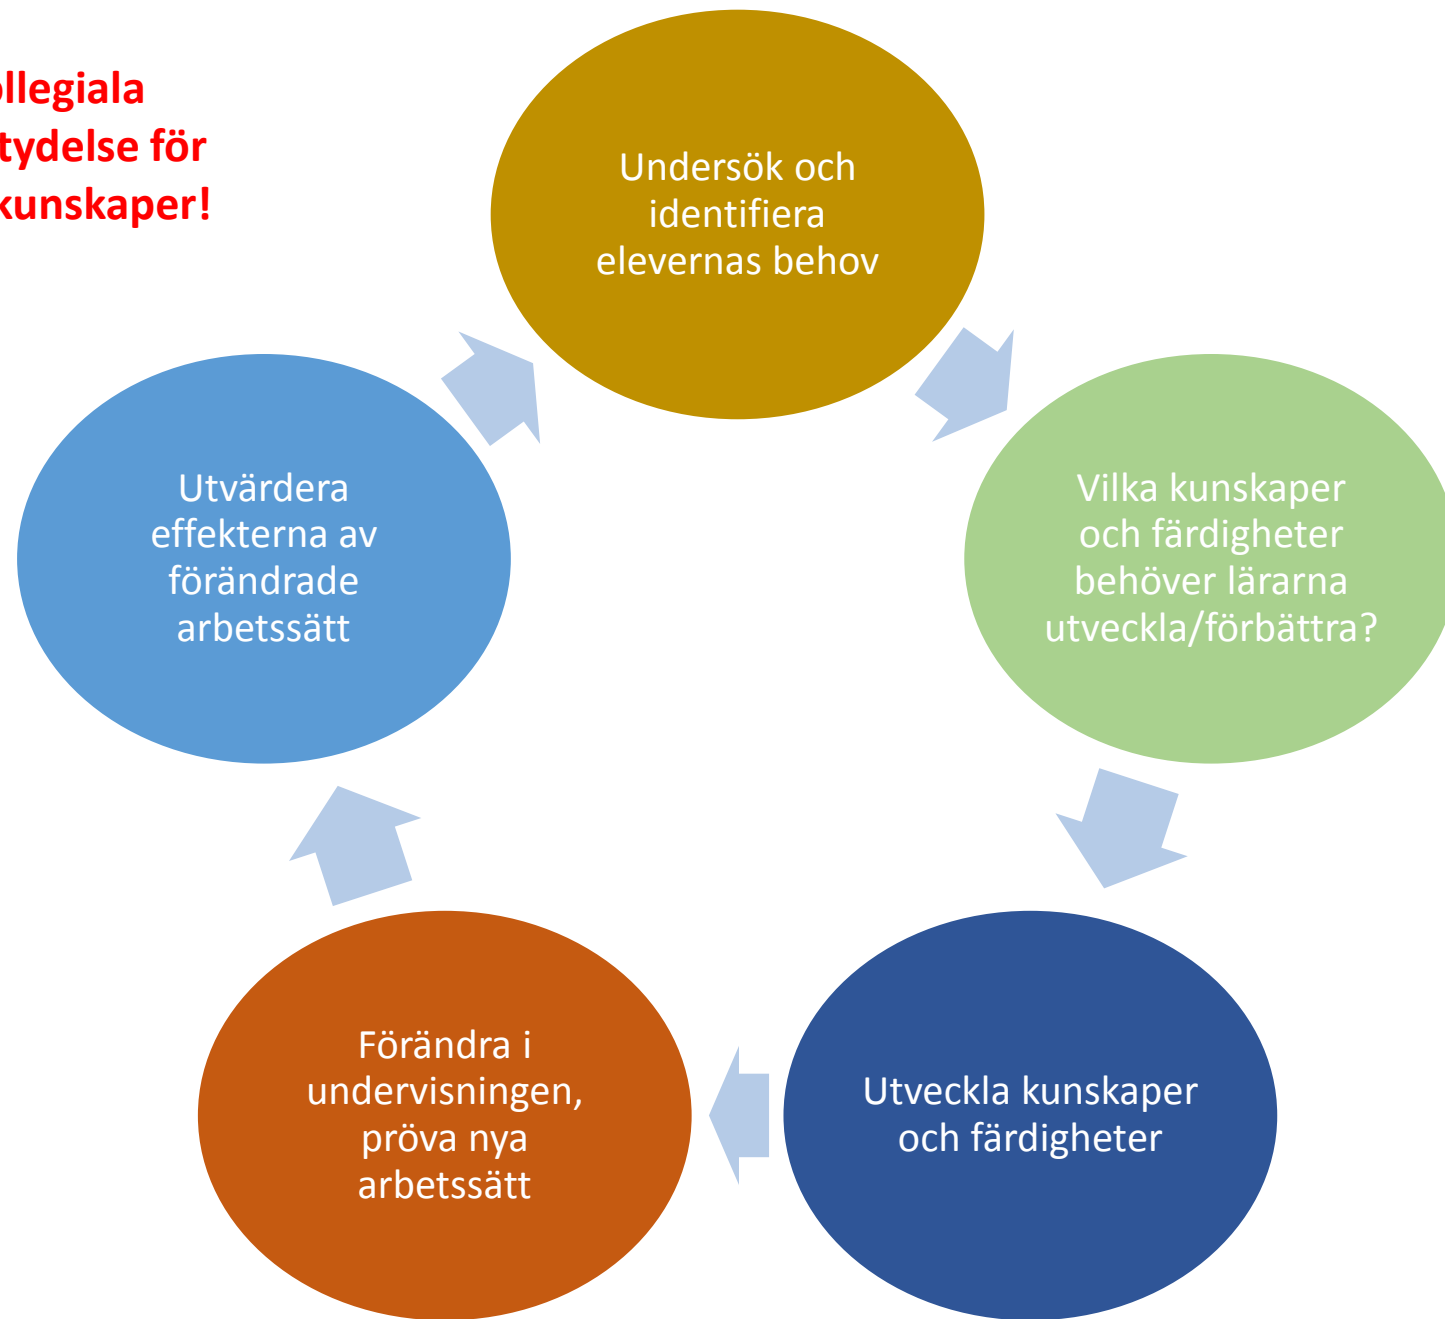 ollegiala
tydelse för
kunskaper!
Undersök och
identifiera
elevernas behov
Vilka kunskaper
och färdigheter
behöver lärarna
utveckla/förbättra?
Utveckla kunskaper
och färdigheter
Förändra i
undervisningen,
pröva nya
arbetssätt
Utvärdera
effekterna av
förändrade
arbetssätt